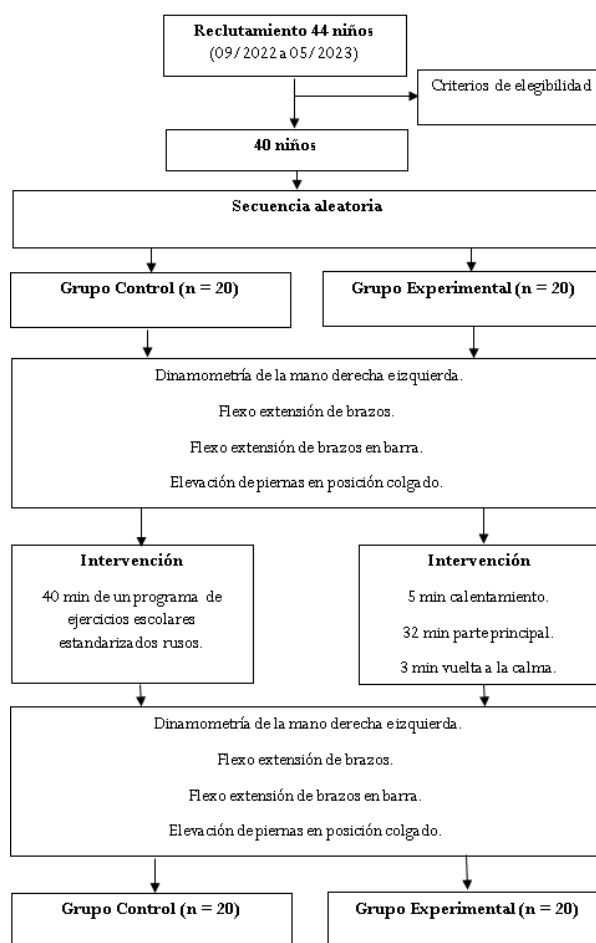 Reclutamiento 44 niños
(09/2022 a 05/2023)
Criterios de elegibilidad
40 niños
Secuencia aleatoria
Grupo Control (n = 20)
Grupo Experimental (n = 20)
Dinamometría de la mano derecha e izquierda.
Flexo extensión de brazos.
Flexo extensión de brazos en barra.
Elevación de piernas en posición colgado.
Intervención
40 min de un programa de
ejercicios escolares
estandarizados rusos.
Intervención
5 min calentamiento.
32 min parte principal.
3 min vuelta a la calma.
Dinamometría de la mano derecha e izquierda.
Flexo extensión de brazos.
Flexo extensión de brazos en barra.
Elevación de piernas en posición colgado.
Grupo Control (n = 20)
Grupo Experimental (n = 20)